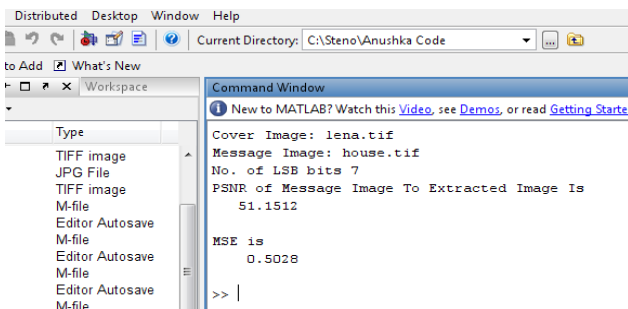 Distributed Desktop Window Help
Current Directory: C:\Steno\Anushka Code
to Add What's New
Workspace
Command Window
New to MATLAB? Watch this Video, see Demos, or read Getting Starte
Type
TIFF image
JPG File
TIFF image
M-file
Editor Autosave
M-file
Editor Autosave
M-file
Editor Autosave
M-file
Cover Image: lena.tif
Message Image: house.tif
No. of LSB bits 7
PSNR of Message Image To Extracted Image Is
51.1512
MSE is
0.5028
>>